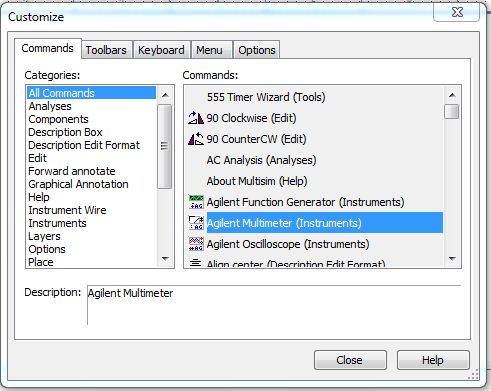 Customize
Commands Toolbars Keyboard Menu Options
Categories:
All Commands
Analyses
Components
Description Box
Description Edit Format
Edit
Forward annotate
Graphical Annotation
Help
Instrument Wire
Instruments
Layers
Options
Place
Commands:
555 Timer Wizard (Tools)
90 Clockwise (Edit)
90 CounterCW (Edit)
AC Analysis (Analyses)
About Multisim (Help)
Agilent Function Generator (Instruments)
Agilent Multimeter (Instruments)
Agilent Oscilloscope (Instruments)
Align center (Description Edit Format)
Description: Agilent Multimeter
Close Help